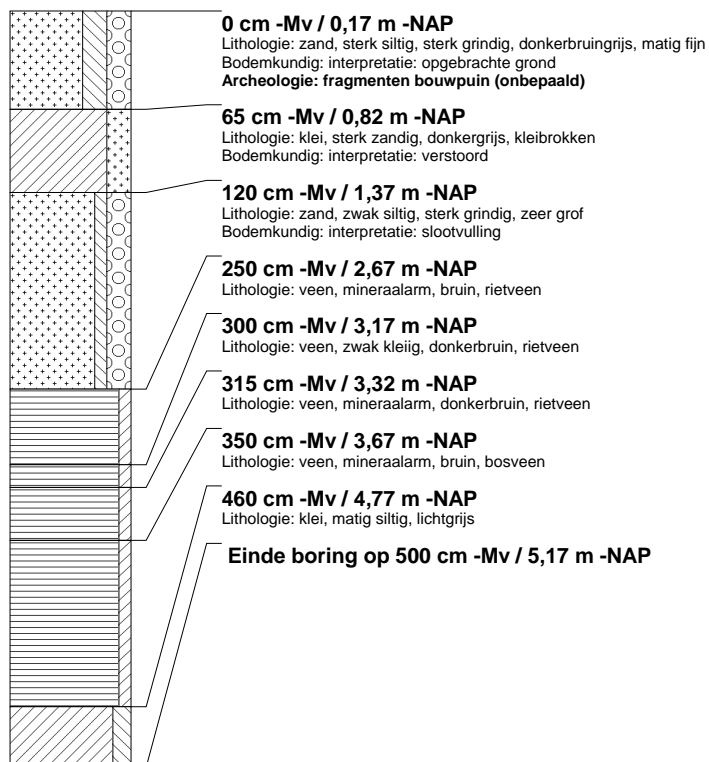 0 cm -Mv / 0,17 m -NAP
Lithologie: zand, sterk siltig, sterk grindig, donkerbruingrijs, matig fijn
Bodemkundig: interpretatie: opgebrachte grond
Archeologie: fragmenten bouwpuin (onbepaald)
65 cm -Mv / 0,82 m -NAP
Lithologie: klei, sterk zandig, donkergrijs, kleibrokken
Bodemkundig: interpretatie: verstoord
120 cm -Mv / 1,37 m -NAP
Lithologie: zand, zwak siltig, sterk grindig, zeer grof
Bodemkundig: interpretatie: slootvulling
250 cm -Mv / 2,67 m -NAP
Lithologie: veen, mineraalarm, bruin, rietveen
300 cm -Mv / 3,17 m -NAP
Lithologie: veen, zwak kleiig, donkerbruin, rietveen
315 cm -Mv / 3,32 m -NAP
Lithologie: veen, mineraalarm, donkerbruin, rietveen
350 cm -Mv / 3,67 m -NAP
Lithologie: veen, mineraalarm, bruin, bosveen
460 cm -Mv / 4,77 m -NAP
Lithologie: klei, matig siltig, lichtgrijs
Einde boring op 500 cm -Mv / 5,17 m -NAP